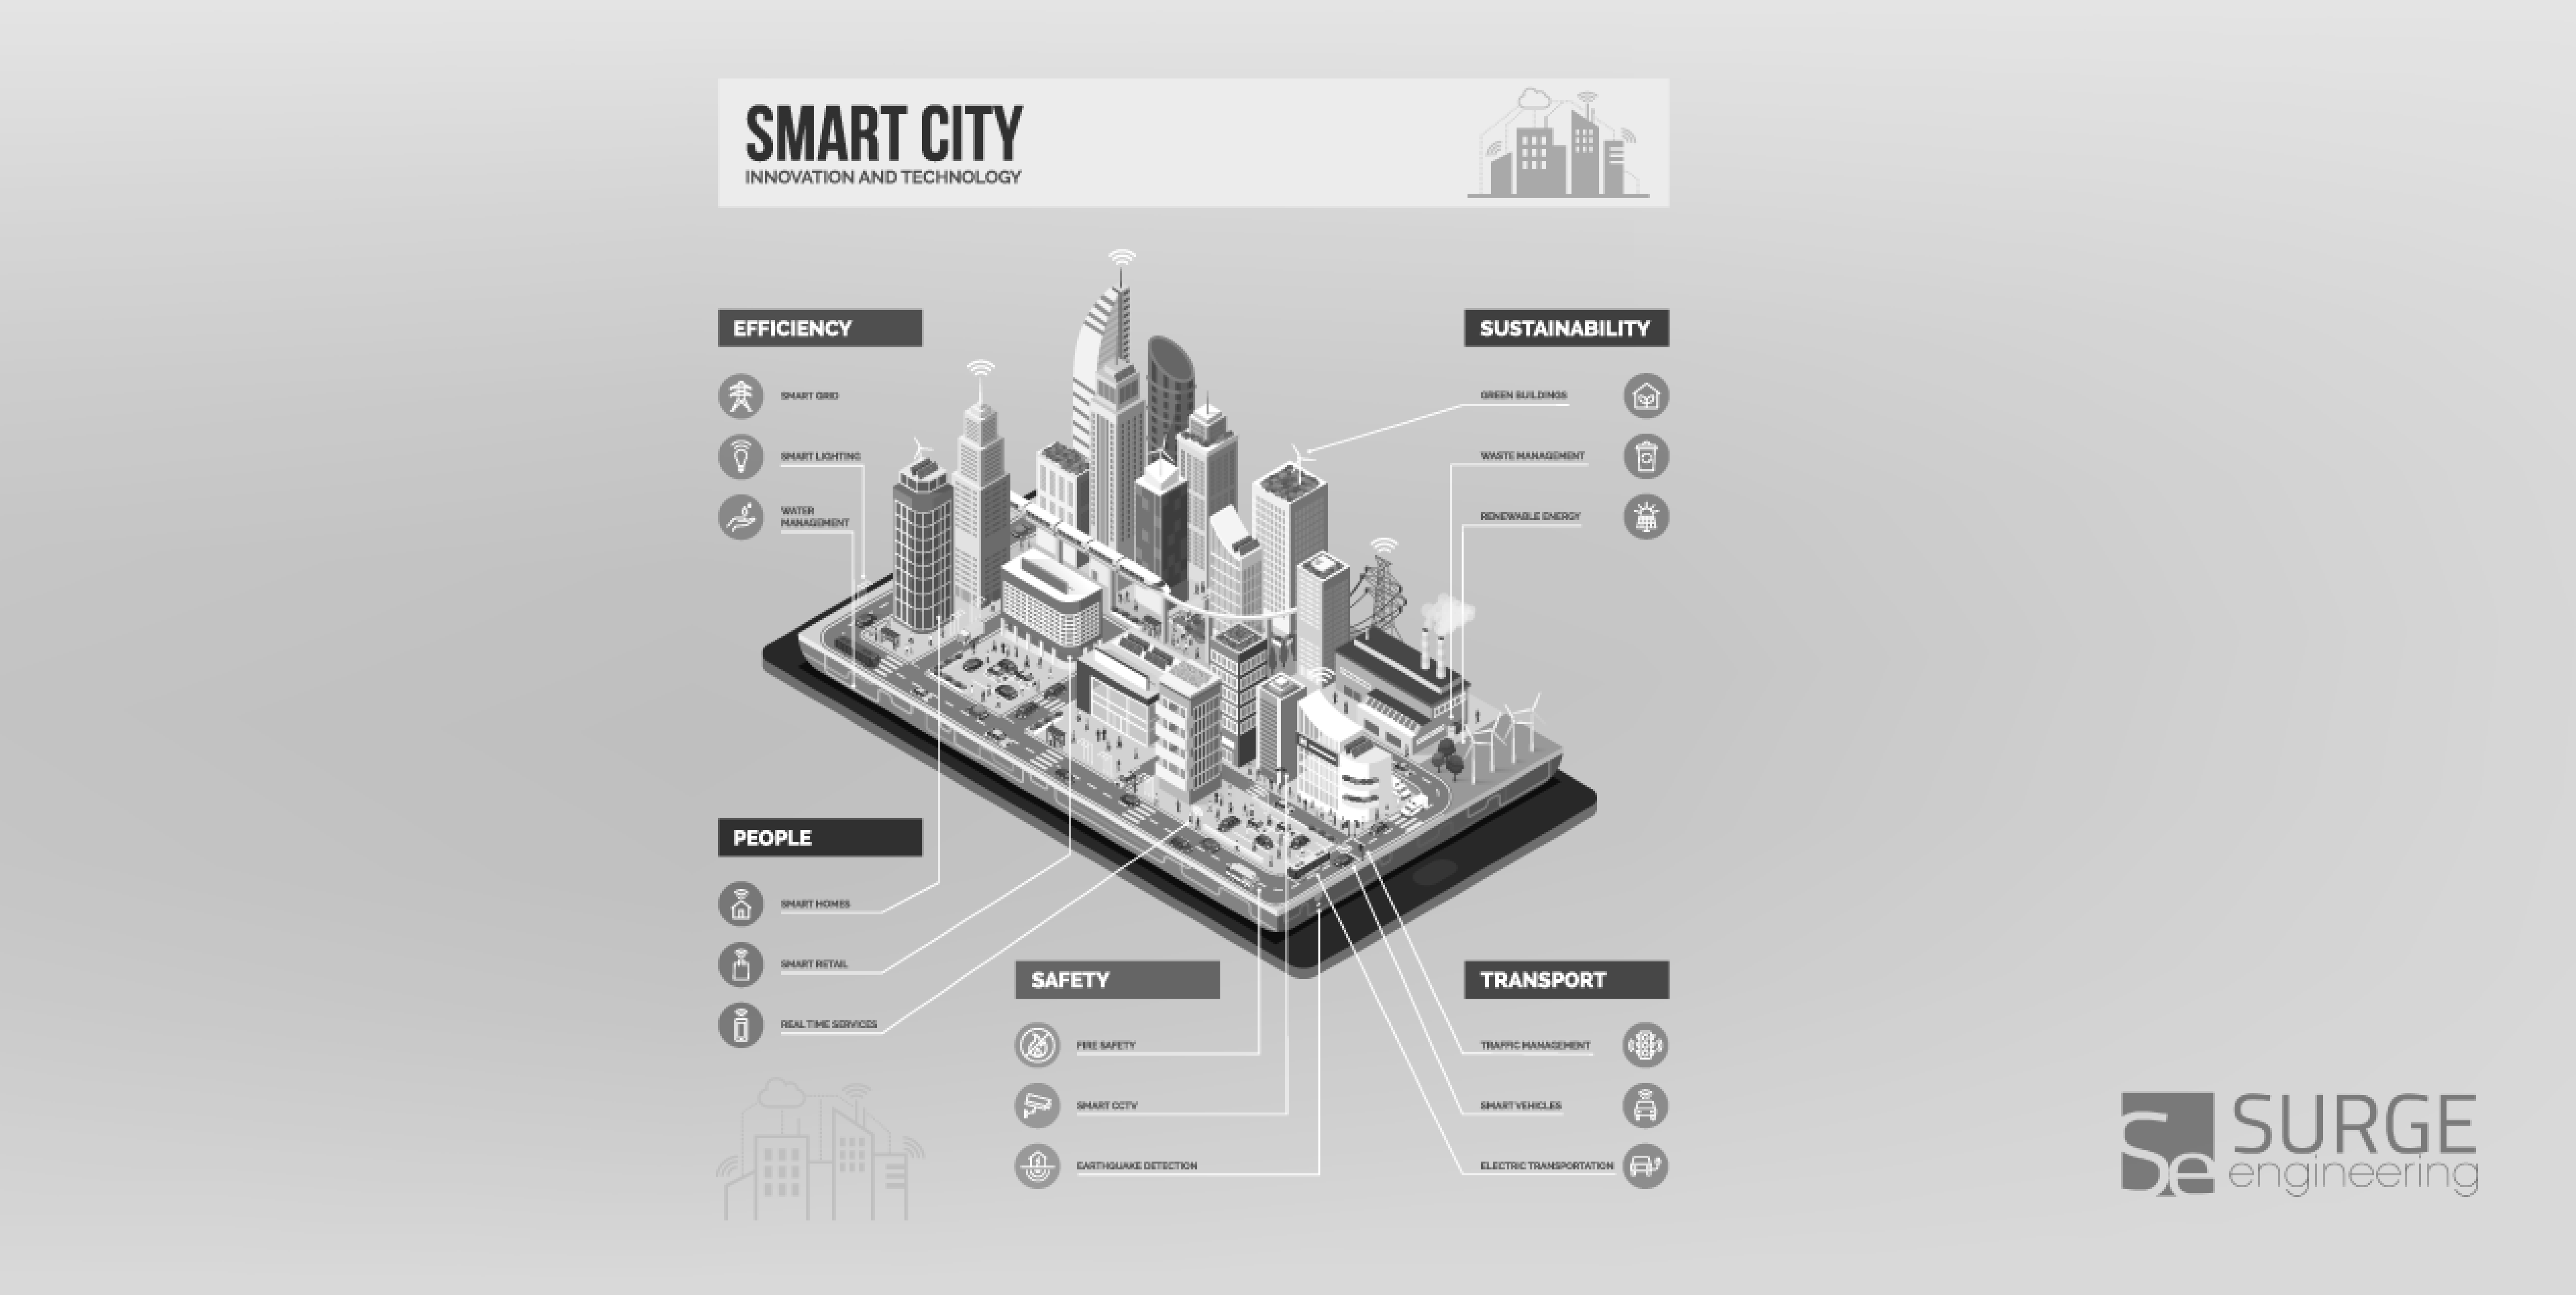 SMART CITY
INNOVATION AND TECHNOLOGY
EFFICIENCY
SMART GRID
SMART LIGHTING
WATER
MANAGEMENT
SUSTAINABILITY
GREEN BUILDINGS
WASTE MANAGEMENT
RENEWABLE ENERGY
PEOPLE
SMART HOMES
SMART RETAIL
REAL TIME SERVICES
SAFETY
FIRE SAFETY
SMART CCTV
EARTHQUAKE DETECTION
TRANSPORT
TRAFFIC MANAGEMENT
SMART VEHICLES
ELECTRIC TRANSPORTATION
Se
SURGE
engineering